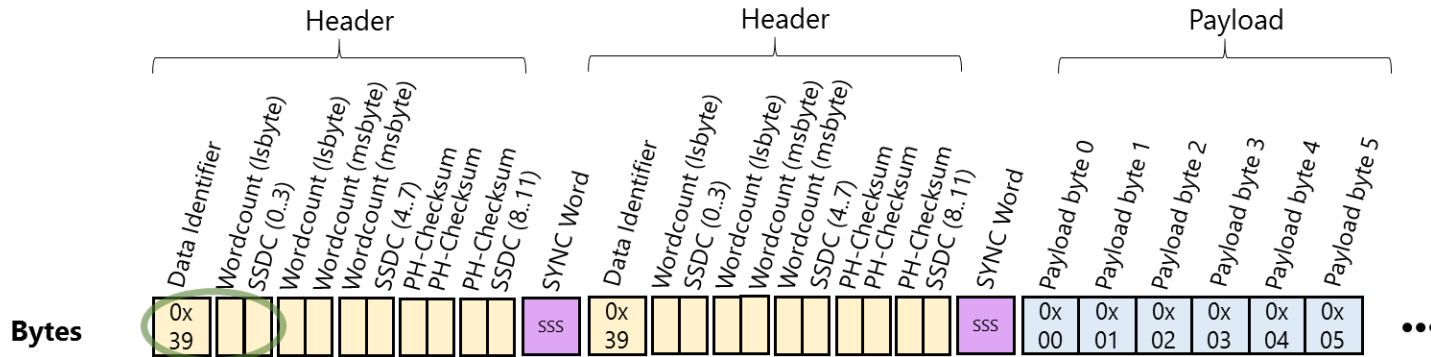 Header
Header
Payload
Data Identifier
Wordcount (lsbyte)
SSDC (0..3)
Wordcount (lsbyte)
Wordcount (msbyte)
Wordcount (msbyte)
SSDC (4..7)
PH-Checksum
PH-Checksum
PH-Checksum
SSDC (8..11)
SYNC Word
Data Identifier
Wordcount (lsbyte)
SSDC (0..3)
Wordcount (lsbyte)
Wordcount (msbyte)
Wordcount (msbyte)
SSDC (4..7)
PH-Checksum
PH-Checksum
PH-Checksum
SSDC (8..11)
SYNC Word
Payload byte 0
Payload byte 1
Payload byte 2
Payload byte 3
Payload byte 4
Payload byte 5
Bytes
0x
39
SSS
0x
39
SSS
0x
00
0x
01
0x
02
0x
03
0x
04
0x
05
•••